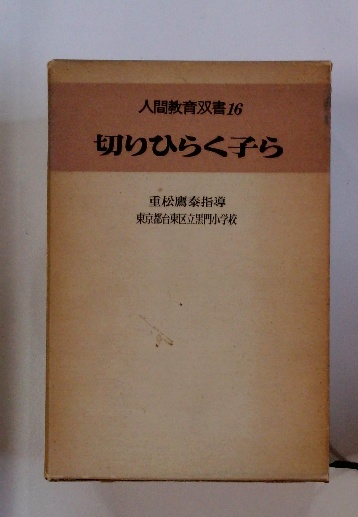 人間教育双書16
切りひらく子ら
重松鷹泰指導
東京都台東区立黒門小学校